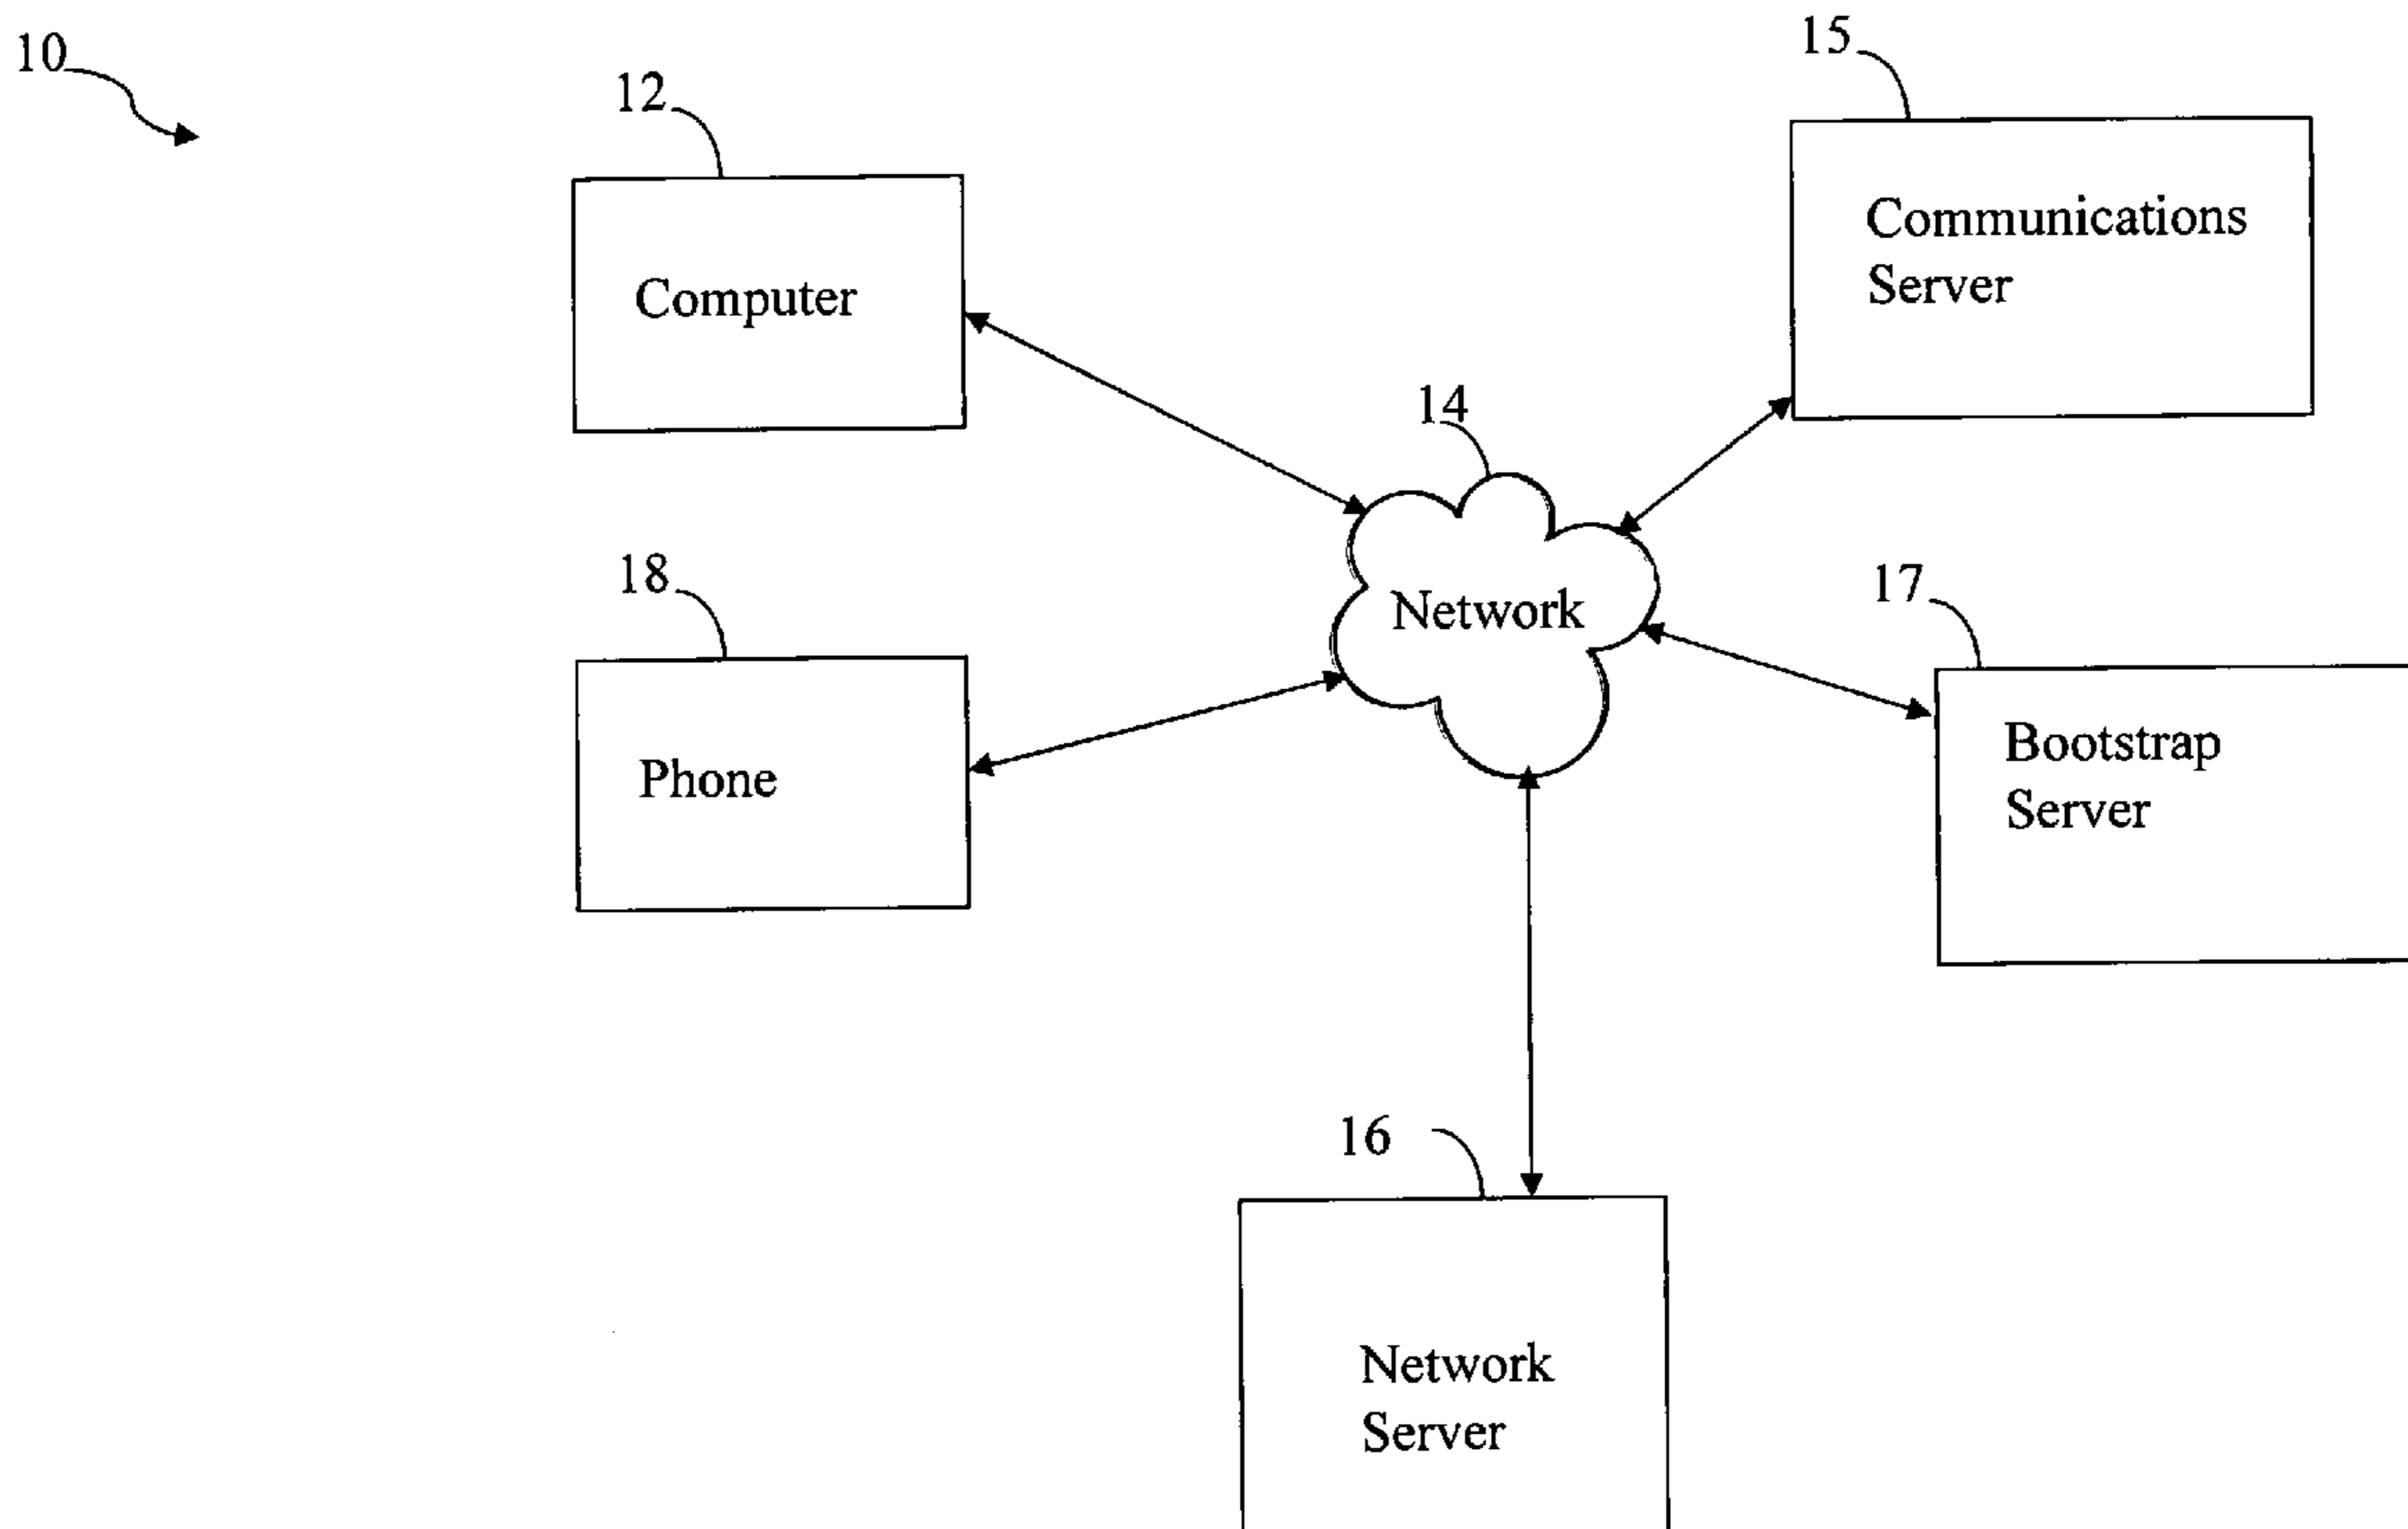 10
12
15
Computer
Communications
Server
14
18
17
Network
Phone
Bootstrap
Server
16
Network
Server